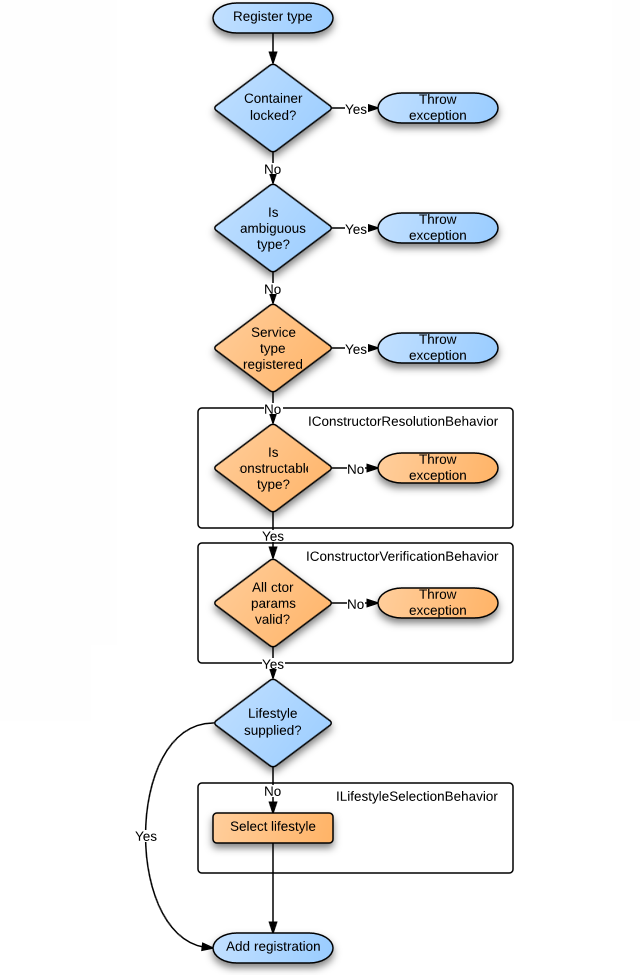 Register type
Container
locked?
Yes
Throw
exception
No
Is
ambiguous
type?
Yes
Throw
exception
No
Service
type
registered
Yes
Throw
exception
No
IConstructorResolutionBehavior
Is
onstructable
type?
No
Throw
exception
Yes
IConstructorVerificationBehavior
All ctor
params
valid?
No
Throw
exception
Yes
Lifestyle
supplied?
No
ILifestyleSelectionBehavior
Select lifestyle
Yes
Add registration